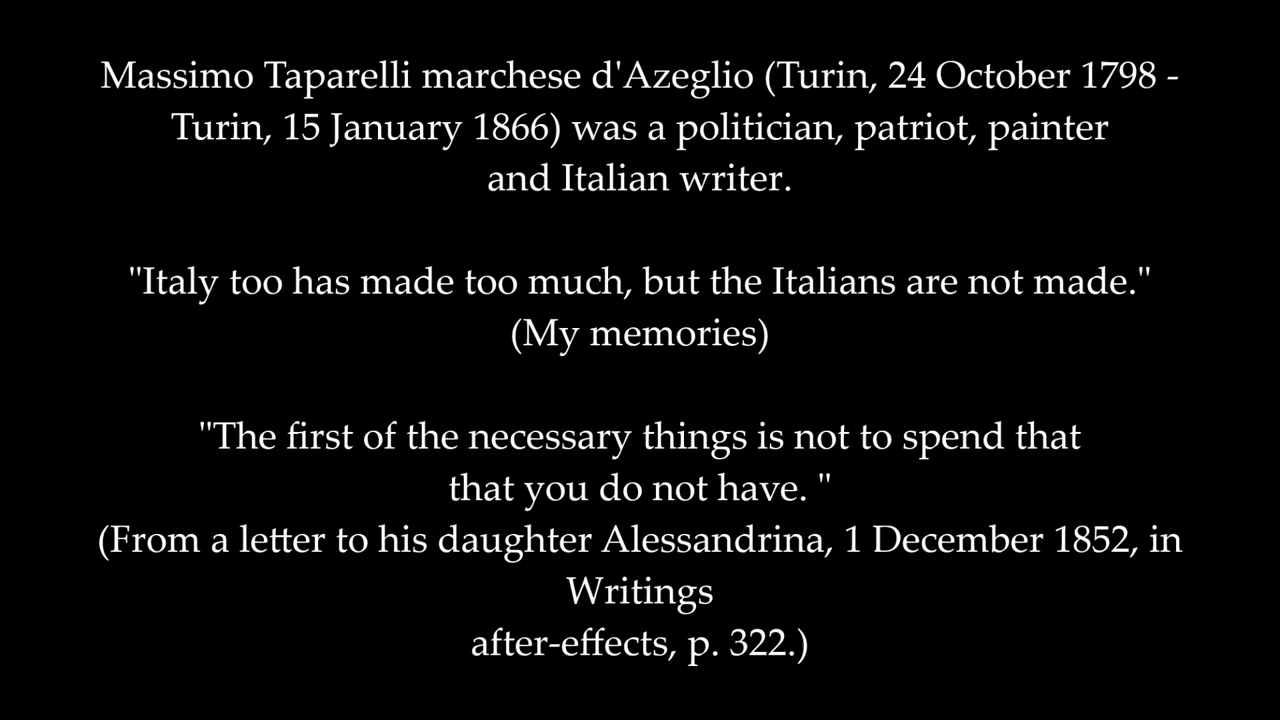 Massimo Taparelli marchese d'Azeglio (Turin, 24 October 1798 -
Turin, 15 January 1866) was a politician, patriot, painter
and Italian writer.
"Italy too has made too much, but the Italians are not made."
(My memories)
"The first of the necessary things is not to spend that
that you do not have. "
(From a letter to his daughter Alessandrina, 1 December 1852, in
Writings
after-effects, p. 322.)